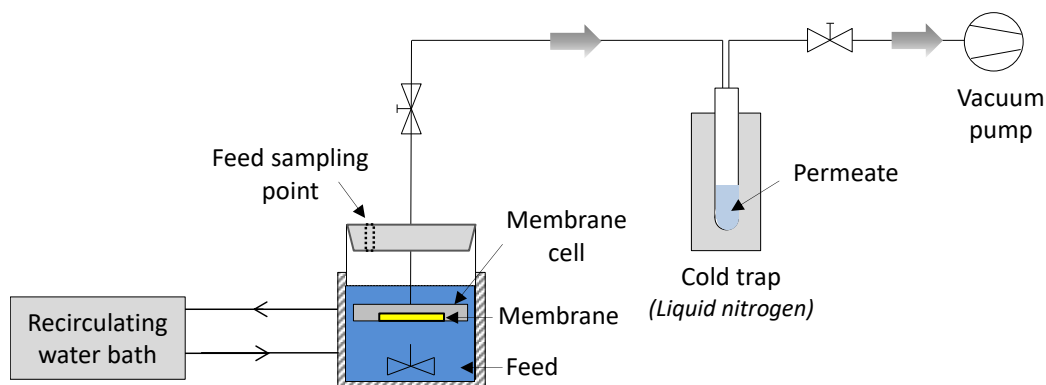 Vacuum
pump
Feed sampling
point
Permeate
Membrane
cell
Cold trap
(Liquid nitrogen)
Membrane
Recirculating
water bath
Feed